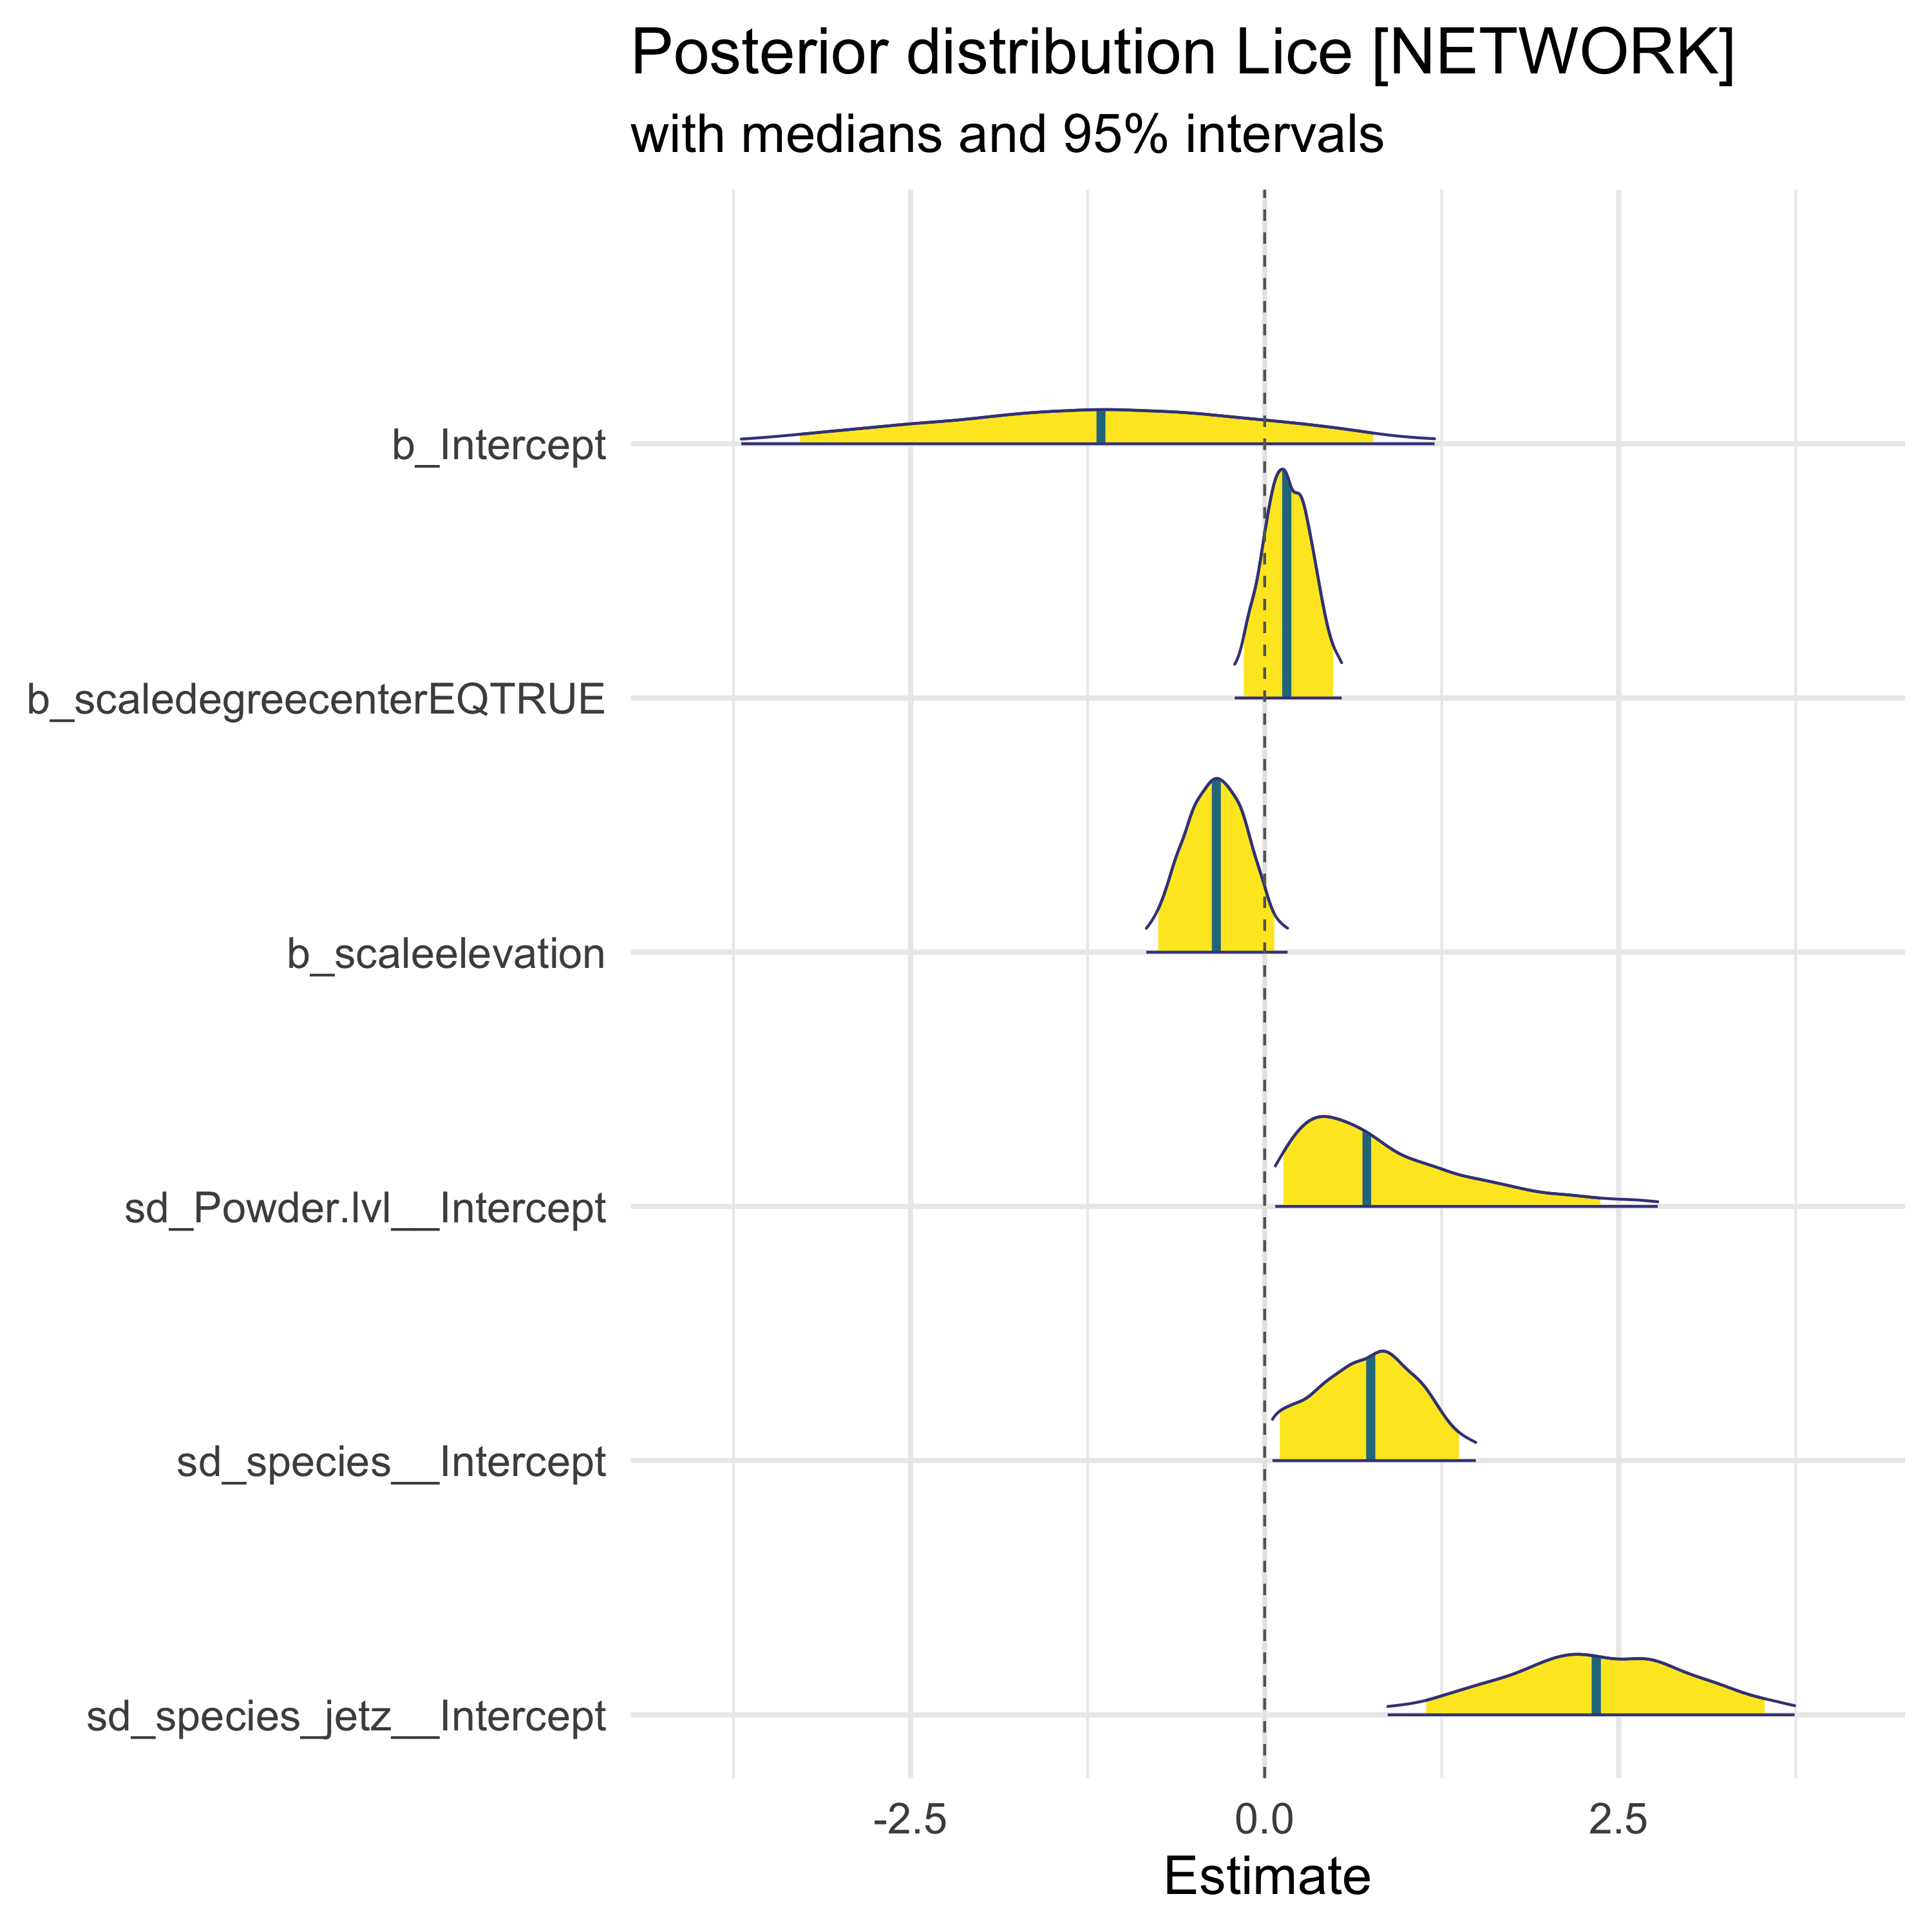 Posterior distribution Lice [NETWORK]
with medians and 95% intervals
b_Intercept
b_scaledegreecenterEQTRUE
b_scaleelevation
sd_Powder.lvl__Intercept
sd_species__Intercept
sd_species_jetz__Intercept
-2.5 0.0 2.5
Estimate